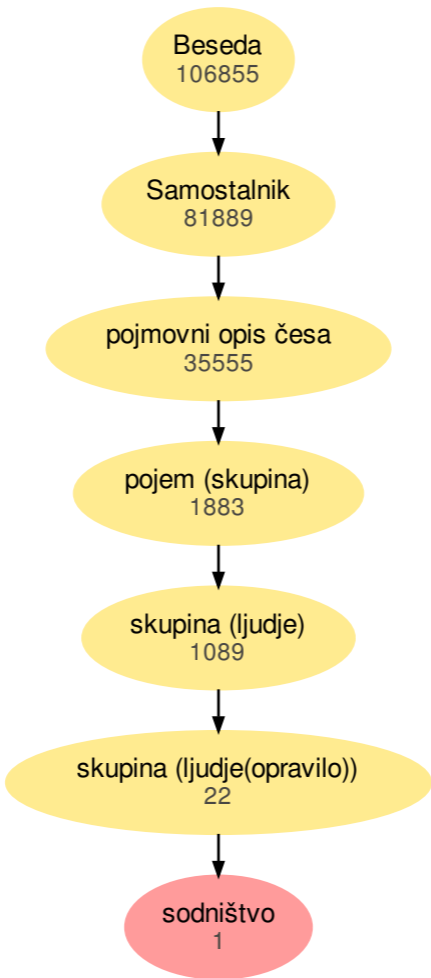 Beseda
106855
Samostalnik
81889
pojmovni opis česa
35555
pojem (skupina)
1883
skupina (ljudje)
1089
skupina (ljudje(opravilo))
22
sodništvo
1